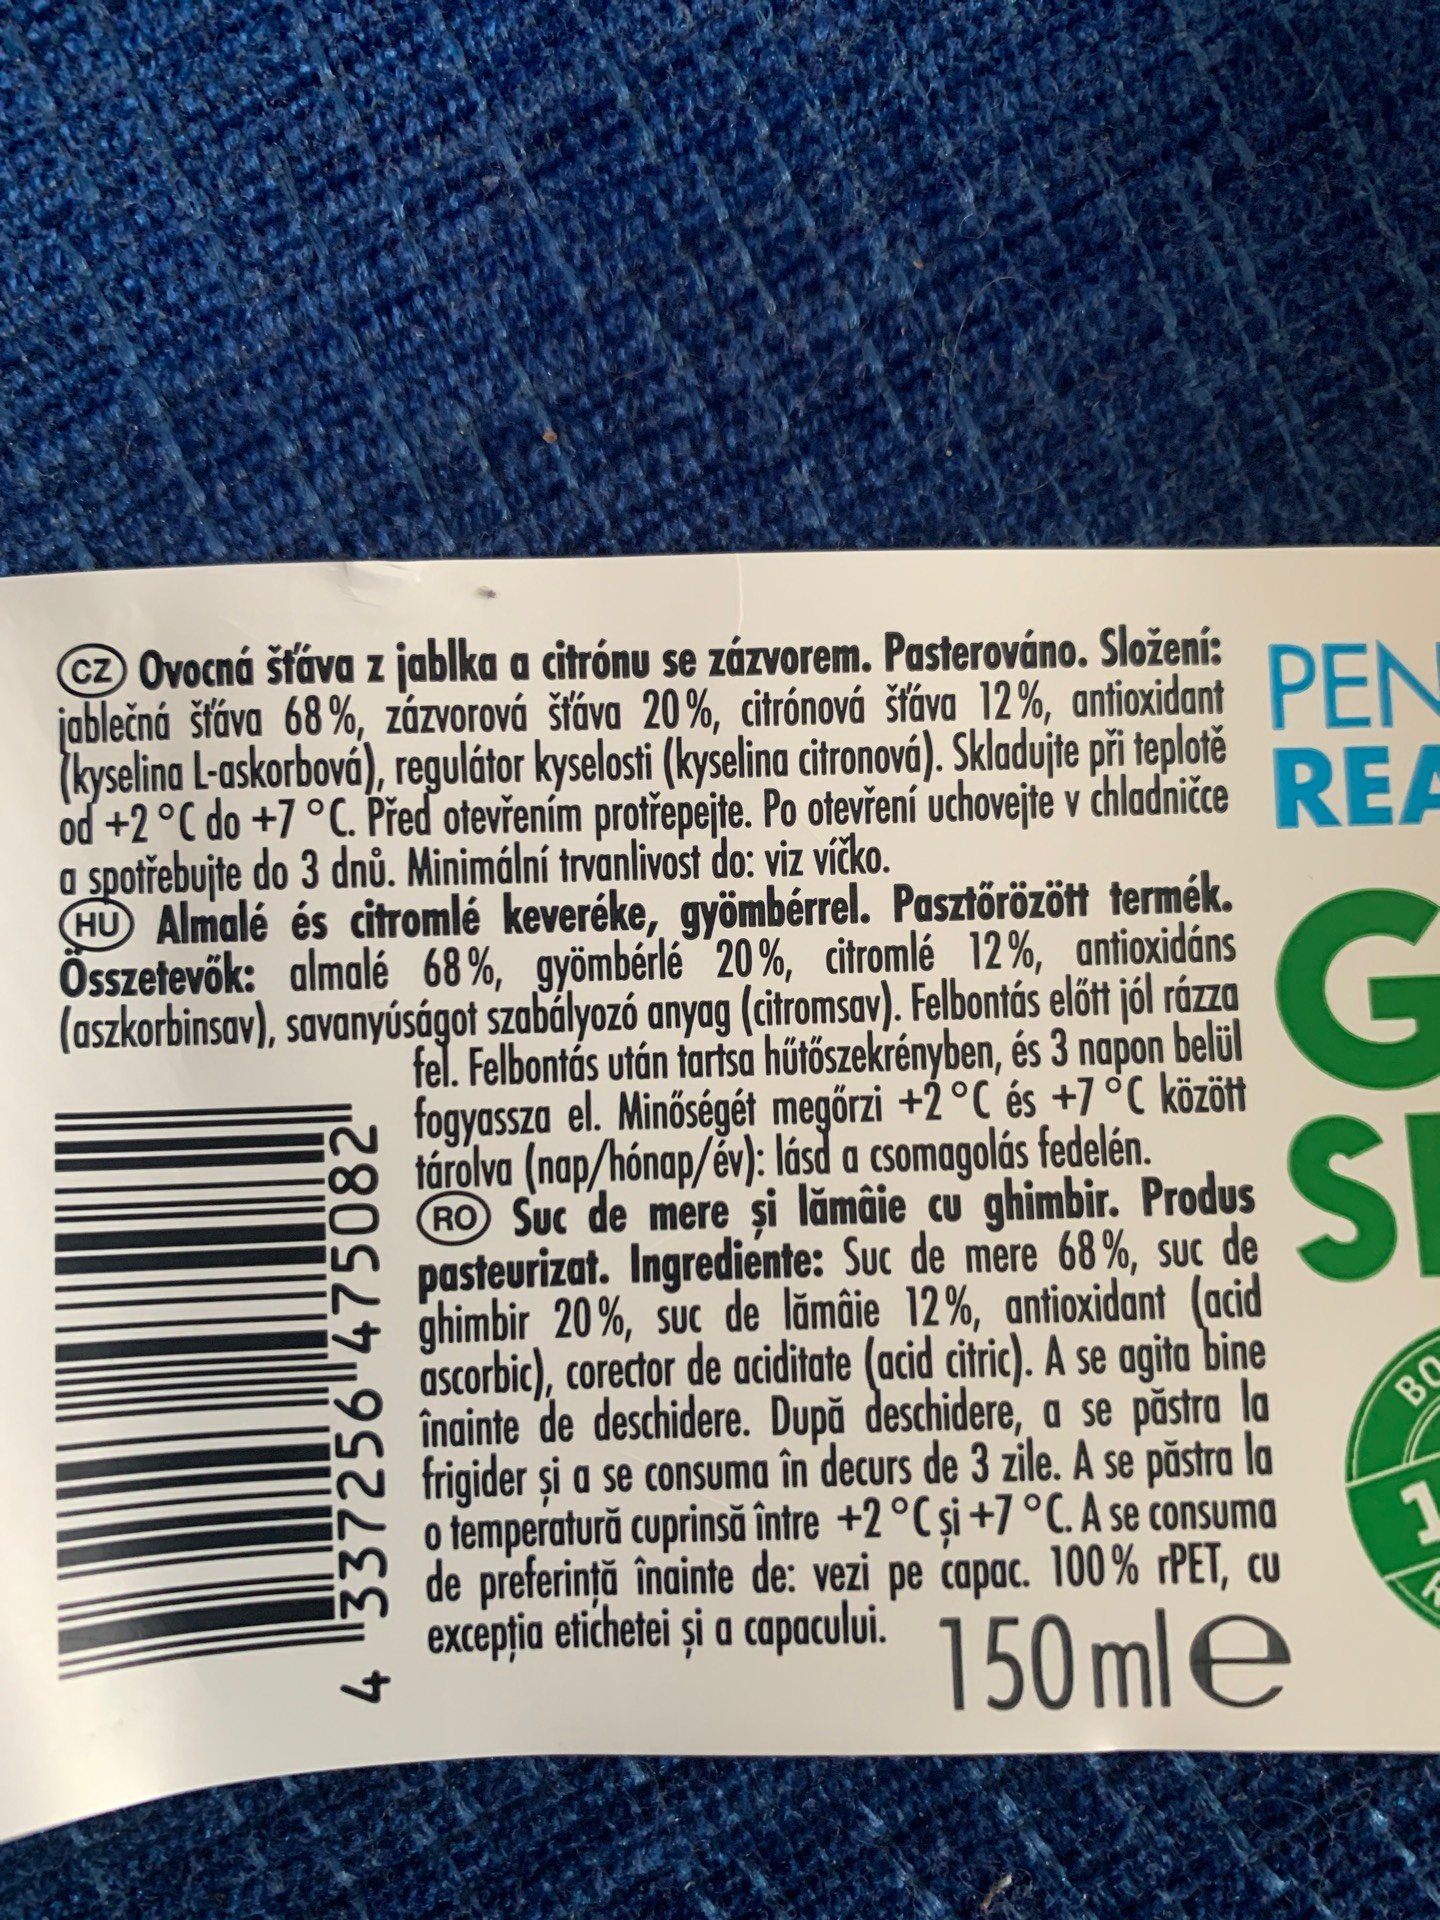 CZ Ovocná šťáva z jablka a citrónu se zázvorem. Pasterováno. Složení:
jablečná šťáva 68 %, zázvorová šťáva 20 %, citrónová šťáva 12 %, antioxidant
(kyselina L-askorbová), regulátor kyselosti (kyselina citronová). Skladujte při teplotě
od +2 °C do +7 °C. Před otevřením protřepejte. Po otevření uchovejte v chladničce
a spotřebujte do 3 dnů. Minimální trvanlivost do: viz víčko.
HU Almalé és citromlé keveréke, gyömbérrel. Pasztőrözött termék.
Összetevők: almalé 68 %, gyömbérlé 20 %, citromlé 12 %, antioxidáns
(aszkorbinsav), savanyúságot szabályozó anyag (citromsav). Felbontás előtt jól rázza
fel. Felbontás után tartsa hűtőszekrényben, és 3 napon belül
fogyassza el. Minőségét megőrzi +2 °C és +7 °C között
tárolva (nap/hónap/év): lásd a csomagolás fedelén.
RO Suc de mere și lămâie cu ghimbir. Produs
pasteurizat. Ingrediente: Suc de mere 68 %, suc de
ghimbir 20 %, suc de lămâie 12 %, antioxidant (acid
ascorbic), corector de aciditate (acid citric). A se agita bine
înainte de deschidere. După deschidere, a se păstra la
frigider și a se consuma în decurs de 3 zile. A se păstra la
o temperatură cuprinsă între +2 °C și +7 °C. A se consuma
de preferință înainte de: vezi pe capac. 100 % rPET, cu
excepția etichetei și a capacului.
150 ml e
4 337256 475082
PEN
REA
G